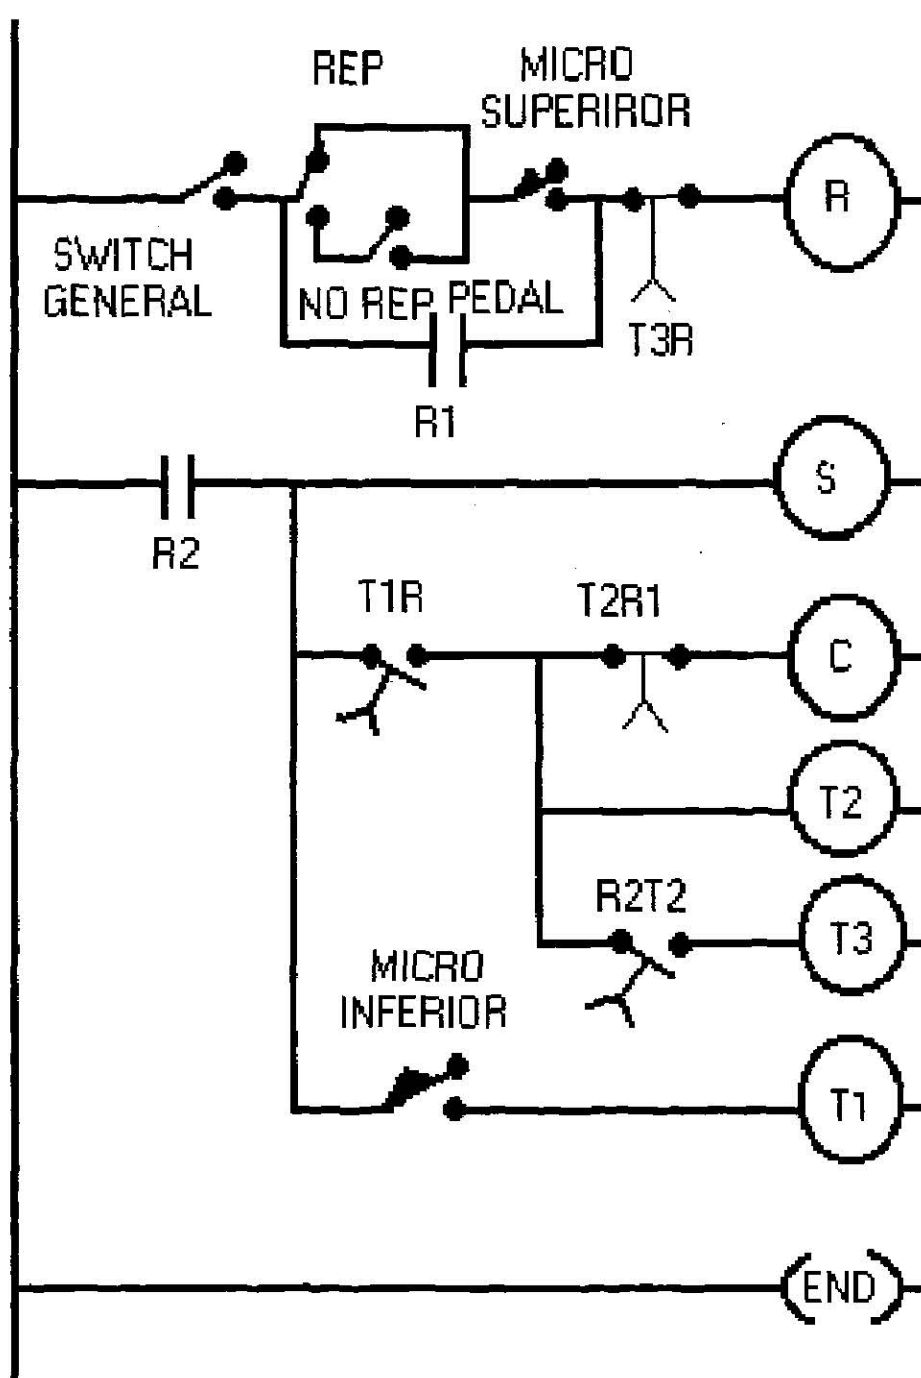 REP
MICRO
SUPERIROR
R
SWITCH
GENERAL
NO REP
PEDAL
T3R
R1
S
R2
T1R
T2R1
C
T2
R2T2
T3
MICRO
INFERIOR
T1
END